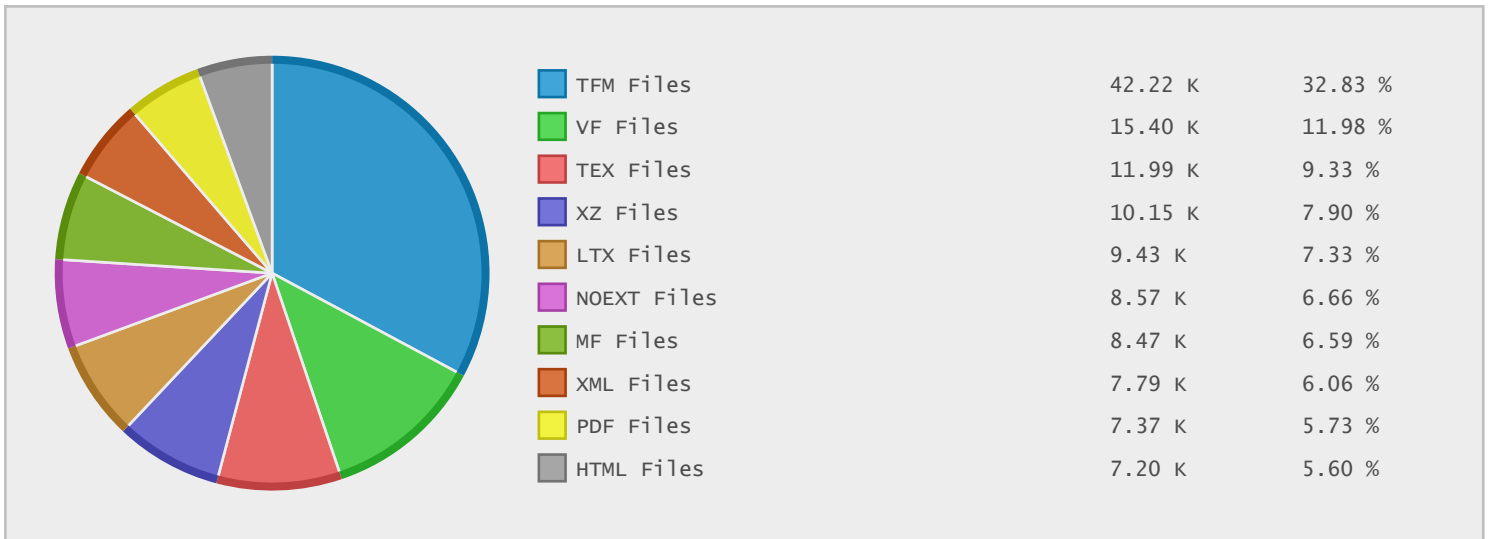 TFM Files 42.22 K 32.83 %
VF Files 15.40 K 11.98 %
TEX Files 11.99 K 9.33 %
XZ Files 10.15 K 7.90 %
LTX Files 9.43 K 7.33 %
NOEXT Files 8.57 K 6.66 %
MF Files 8.47 K 6.59 %
XML Files 7.79 K 6.06 %
PDF Files 7.37 K 5.73 %
HTML Files 7.20 K 5.60 %